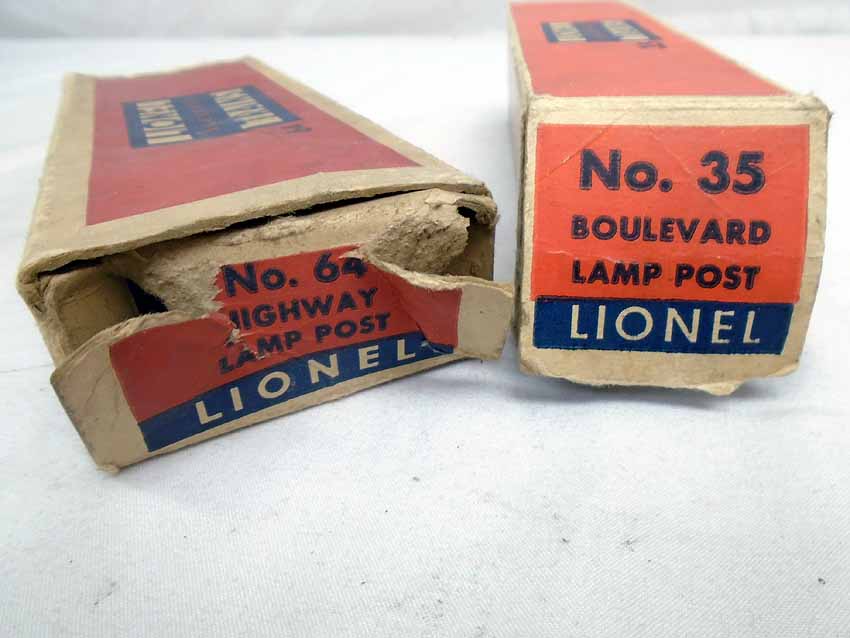 No. 64
HIGHWAY
LAMP POST
LIONEL
No. 35
BOULEVARD
LAMP POST
LIONEL